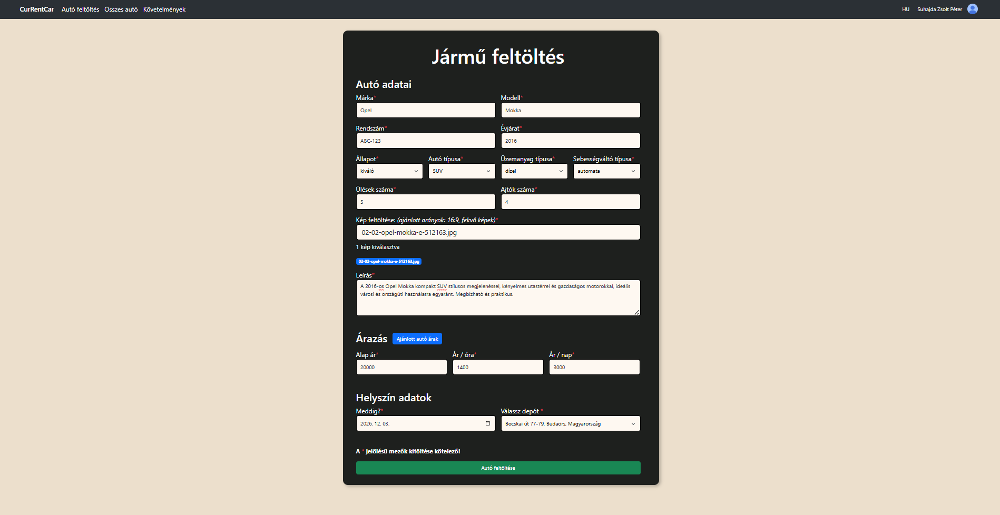 CurRentCar Autó feltöltés Összes autó Követelmények HU Suhajda Zsolt Péter
Jármű feltöltés
Autó adatai
Márka* Modell*
Opel Mokka
Rendszám* Évjárat*
ABC-123 2016
Állapot* Autó típusa* Üzemanyag típusa* Sebességváltó típusa*
kiváló SUV dízel automata
Ülések száma* Ajtók száma*
5 4
Kép feltöltése: (ajánlott arányok: 16:9, fekvő képek)*
02-02-opel-mokka-e-512163.jpg
1 kép kiválasztva
02-02-opel-mokka-e-512163.jpg
Leírás*
A 2016-os Opel Mokka kompakt SUV stílusos megjelenéssel, kényelmes utastérrel és gazdaságos motorokkal, ideális
városi és országúti használatra egyaránt. Megbízható és praktikus.
Árazás Ajánlott autó árak
Alap ár* Ár / óra* Ár / nap*
20000 1400 3000
Helyszín adatok
Meddig?* Válassz depót *
2026. 12. 03. Bocskai út 77-79, Budaörs, Magyarország
A * jelölésü mezők kitöltése kötelező!
Autó feltöltése